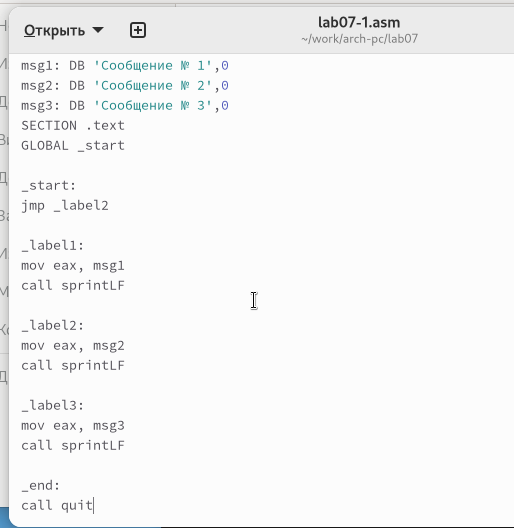 Открыть
lab07-1.asm
~/work/arch-pc/lab07
msg1: DB 'Сообщение № 1',0
msg2: DB 'Сообщение № 2',0
msg3: DB 'Сообщение № 3',0
SECTION .text
GLOBAL _start
_start:
jmp _label2
_label1:
mov eax, msg1
call sprintLF
_label2:
mov eax, msg2
call sprintLF
_label3:
mov eax, msg3
call sprintLF
_end:
call quit